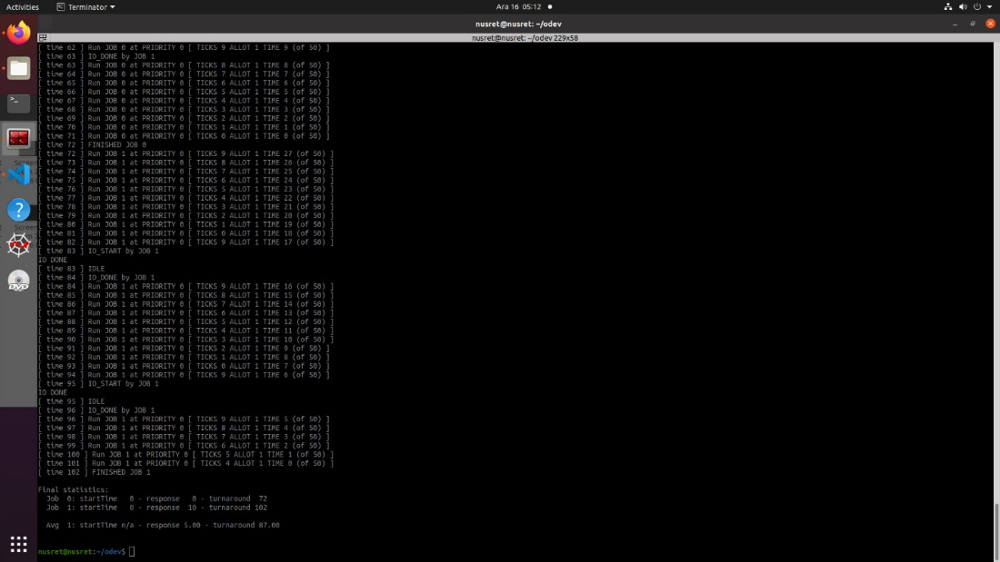 Activities
Terminator
Ara 16 05:12
nusret@nusret: ~/odev
nusret@nusret: ~/odev 229x58
[ time 62 ] Run JOB 0 at PRIORITY 0 [ TICKS 9 ALLOT 1 TIME 9 (of 50) ]
[ time 63 ] IO_DONE by JOB 1
[ time 63 ] Run JOB 0 at PRIORITY 0 [ TICKS 8 ALLOT 1 TIME 8 (of 50) ]
[ time 64 ] Run JOB 0 at PRIORITY 0 [ TICKS 7 ALLOT 1 TIME 7 (of 50) ]
[ time 65 ] Run JOB 0 at PRIORITY 0 [ TICKS 6 ALLOT 1 TIME 6 (of 50) ]
[ time 66 ] Run JOB 0 at PRIORITY 0 [ TICKS 5 ALLOT 1 TIME 5 (of 50) ]
[ time 67 ] Run JOB 0 at PRIORITY 0 [ TICKS 4 ALLOT 1 TIME 4 (of 50) ]
[ time 68 ] Run JOB 0 at PRIORITY 0 [ TICKS 3 ALLOT 1 TIME 3 (of 50) ]
[ time 69 ] Run JOB 0 at PRIORITY 0 [ TICKS 2 ALLOT 1 TIME 2 (of 50) ]
[ time 70 ] Run JOB 0 at PRIORITY 0 [ TICKS 1 ALLOT 1 TIME 1 (of 50) ]
[ time 71 ] Run JOB 0 at PRIORITY 0 [ TICKS 0 ALLOT 1 TIME 0 (of 50) ]
[ time 72 ] FINISHED JOB 0
[ time 72 ] Run JOB 1 at PRIORITY 0 [ TICKS 9 ALLOT 1 TIME 27 (of 50) ]
[ time 73 ] Run JOB 1 at PRIORITY 0 [ TICKS 8 ALLOT 1 TIME 26 (of 50) ]
[ time 74 ] Run JOB 1 at PRIORITY 0 [ TICKS 7 ALLOT 1 TIME 25 (of 50) ]
[ time 75 ] Run JOB 1 at PRIORITY 0 [ TICKS 6 ALLOT 1 TIME 24 (of 50) ]
[ time 76 ] Run JOB 1 at PRIORITY 0 [ TICKS 5 ALLOT 1 TIME 23 (of 50) ]
[ time 77 ] Run JOB 1 at PRIORITY 0 [ TICKS 4 ALLOT 1 TIME 22 (of 50) ]
[ time 78 ] Run JOB 1 at PRIORITY 0 [ TICKS 3 ALLOT 1 TIME 21 (of 50) ]
[ time 79 ] Run JOB 1 at PRIORITY 0 [ TICKS 2 ALLOT 1 TIME 20 (of 50) ]
[ time 80 ] Run JOB 1 at PRIORITY 0 [ TICKS 1 ALLOT 1 TIME 19 (of 50) ]
[ time 81 ] Run JOB 1 at PRIORITY 0 [ TICKS 0 ALLOT 1 TIME 18 (of 50) ]
[ time 82 ] Run JOB 1 at PRIORITY 0 [ TICKS 9 ALLOT 1 TIME 17 (of 50) ]
[ time 83 ] IO_START by JOB 1
IO DONE
[ time 83 ] IDLE
[ time 84 ] IO_DONE by JOB 1
[ time 84 ] Run JOB 1 at PRIORITY 0 [ TICKS 9 ALLOT 1 TIME 16 (of 50) ]
[ time 85 ] Run JOB 1 at PRIORITY 0 [ TICKS 8 ALLOT 1 TIME 15 (of 50) ]
[ time 86 ] Run JOB 1 at PRIORITY 0 [ TICKS 7 ALLOT 1 TIME 14 (of 50) ]
[ time 87 ] Run JOB 1 at PRIORITY 0 [ TICKS 6 ALLOT 1 TIME 13 (of 50) ]
[ time 88 ] Run JOB 1 at PRIORITY 0 [ TICKS 5 ALLOT 1 TIME 12 (of 50) ]
[ time 89 ] Run JOB 1 at PRIORITY 0 [ TICKS 4 ALLOT 1 TIME 11 (of 50) ]
[ time 90 ] Run JOB 1 at PRIORITY 0 [ TICKS 3 ALLOT 1 TIME 10 (of 50) ]
[ time 91 ] Run JOB 1 at PRIORITY 0 [ TICKS 2 ALLOT 1 TIME 9 (of 50) ]
[ time 92 ] Run JOB 1 at PRIORITY 0 [ TICKS 1 ALLOT 1 TIME 8 (of 50) ]
[ time 93 ] Run JOB 1 at PRIORITY 0 [ TICKS 0 ALLOT 1 TIME 7 (of 50) ]
[ time 94 ] Run JOB 1 at PRIORITY 0 [ TICKS 9 ALLOT 1 TIME 6 (of 50) ]
[ time 95 ] IO_START by JOB 1
IO DONE
[ time 95 ] IDLE
[ time 96 ] IO_DONE by JOB 1
[ time 96 ] Run JOB 1 at PRIORITY 0 [ TICKS 9 ALLOT 1 TIME 5 (of 50) ]
[ time 97 ] Run JOB 1 at PRIORITY 0 [ TICKS 8 ALLOT 1 TIME 4 (of 50) ]
[ time 98 ] Run JOB 1 at PRIORITY 0 [ TICKS 7 ALLOT 1 TIME 3 (of 50) ]
[ time 99 ] Run JOB 1 at PRIORITY 0 [ TICKS 6 ALLOT 1 TIME 2 (of 50) ]
[ time 100 ] Run JOB 1 at PRIORITY 0 [ TICKS 5 ALLOT 1 TIME 1 (of 50) ]
[ time 101 ] Run JOB 1 at PRIORITY 0 [ TICKS 4 ALLOT 1 TIME 0 (of 50) ]
[ time 102 ] FINISHED JOB 1
Final statistics:
Job 0: startTime 0 - response 0 - turnaround 72
Job 1: startTime 0 - response 10 - turnaround 102
Avg 1: startTime n/a - response 5.00 - turnaround 87.00
nusret@nusret:~/odev$